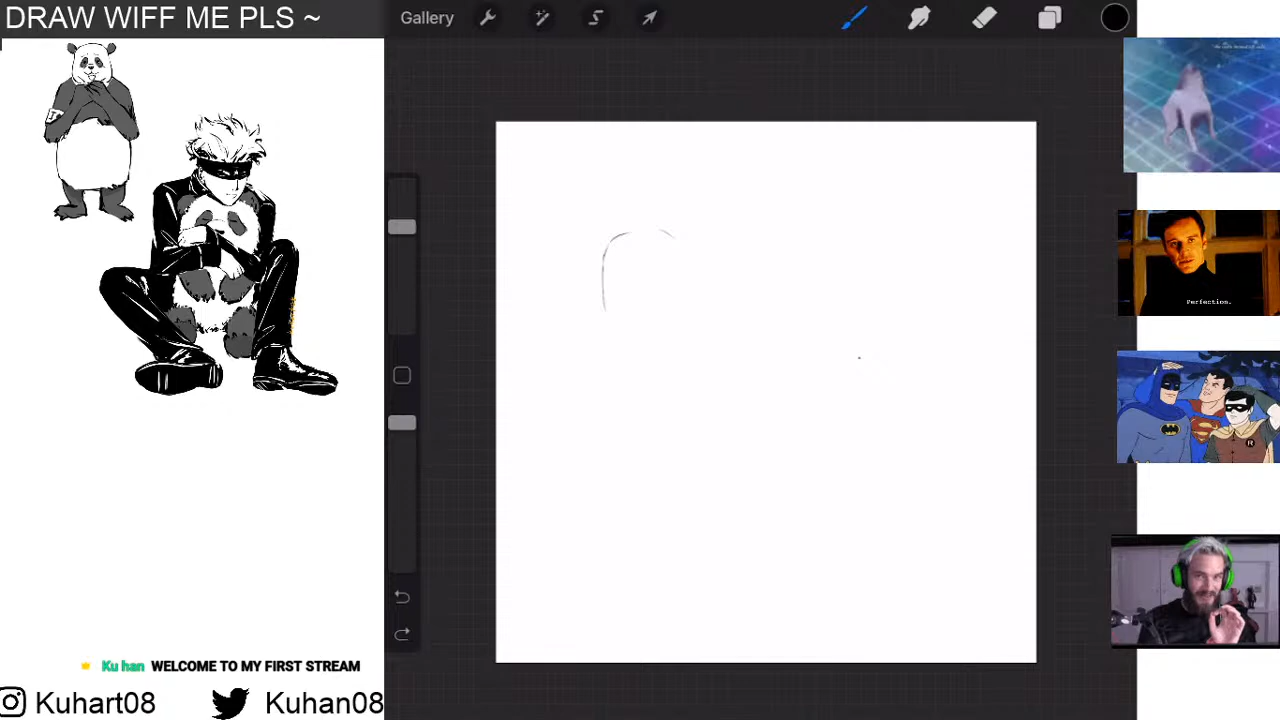 DRAW WIFF ME PLS ~
Gallery
Perfection.
Ku han WELCOME TO MY FIRST STREAM
Kuhart08
Kuhan08